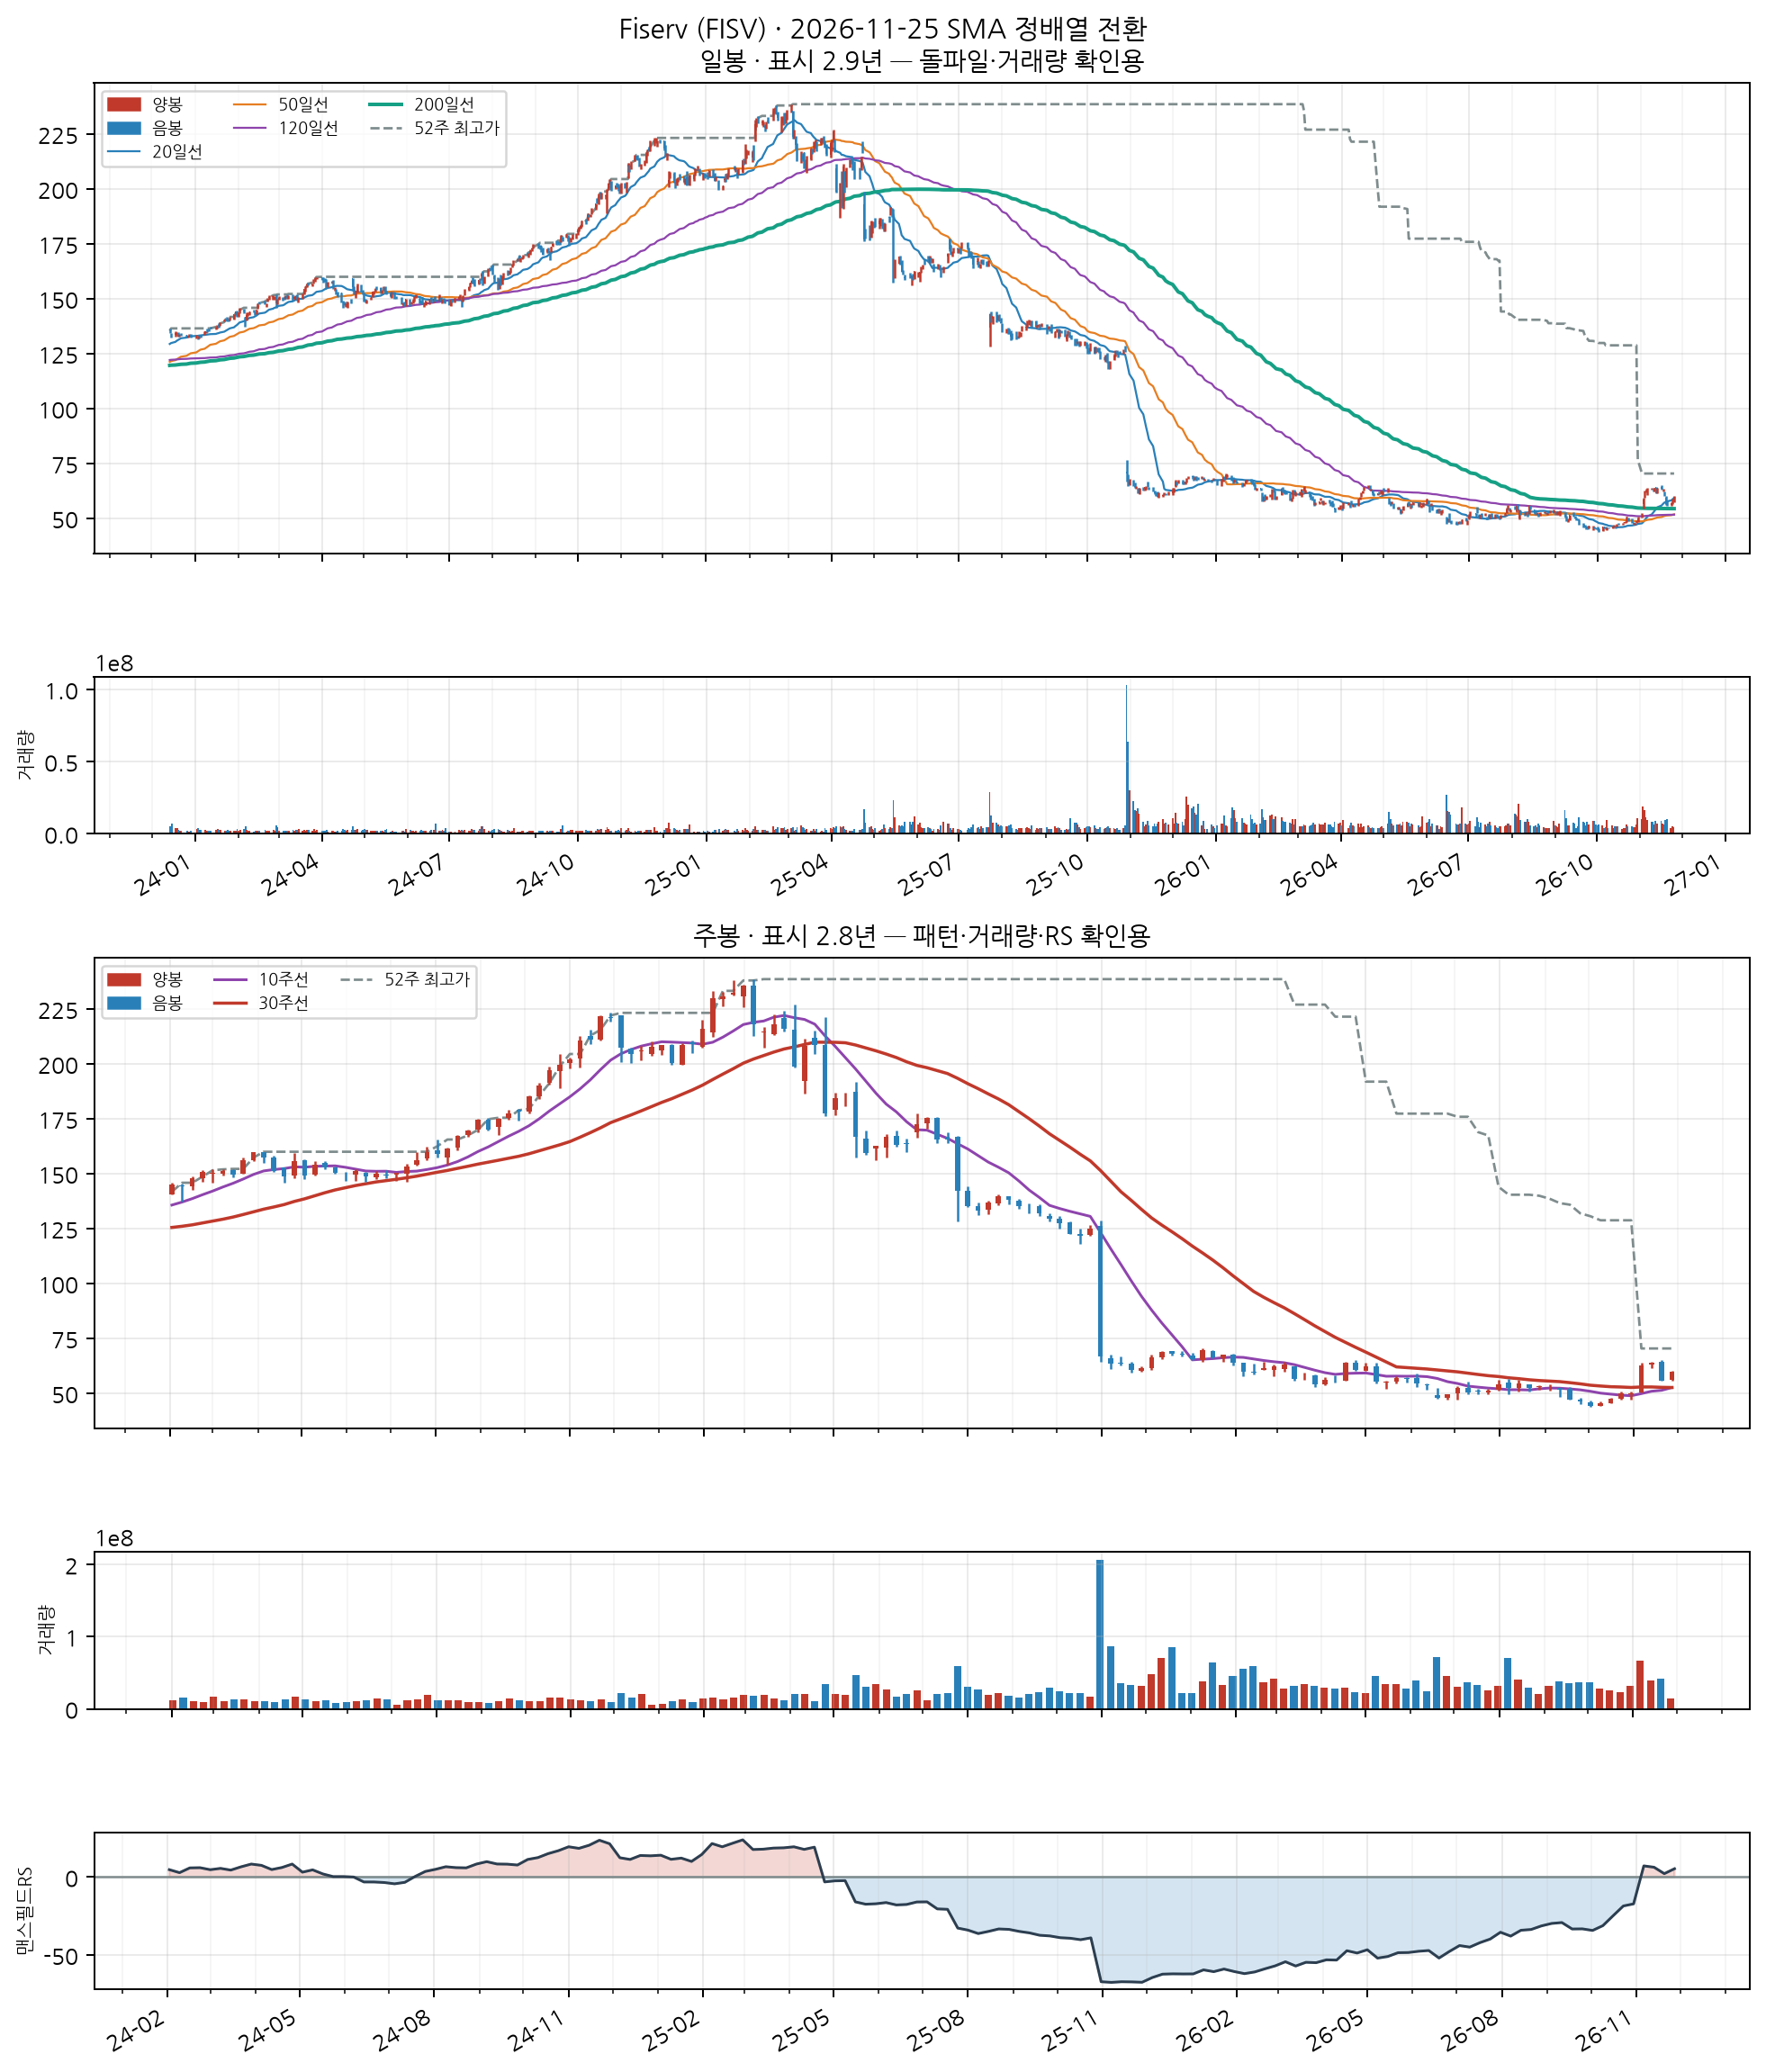 Fiserv (FISV) · 2026-11-25 SMA 정배열 전환
일봉 · 표시 2.9년 — 돌파일·거래량 확인용
양봉 50일선 200일선
음봉 120일선 52주 최고가
20일선
225
200
175
150
125
100
75
50
1e8
1.0
0.5
0.0
거래량
24-01 24-04 24-07 24-10 25-01 25-04 25-07 25-10 26-01 26-04 26-07 26-10 27-01
주봉 · 표시 2.8년 — 패턴·거래량·RS 확인용
양봉 10주선 52주 최고가
음봉 30주선
225
200
175
150
125
100
75
50
1e8
2
1
0
거래량
0
-50
맨스필드RS
24-02 24-05 24-08 24-11 25-02 25-05 25-08 25-11 26-02 26-05 26-08 26-11